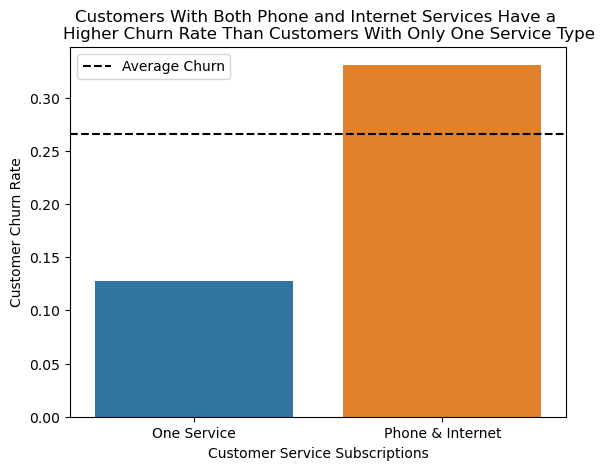 Customers With Both Phone and Internet Services Have a
Higher Churn Rate Than Customers With Only One Service Type
Average Churn
Customer Churn Rate
0.30
0.25
0.20
0.15
0.10
0.05
0.00
One Service
Phone & Internet
Customer Service Subscriptions